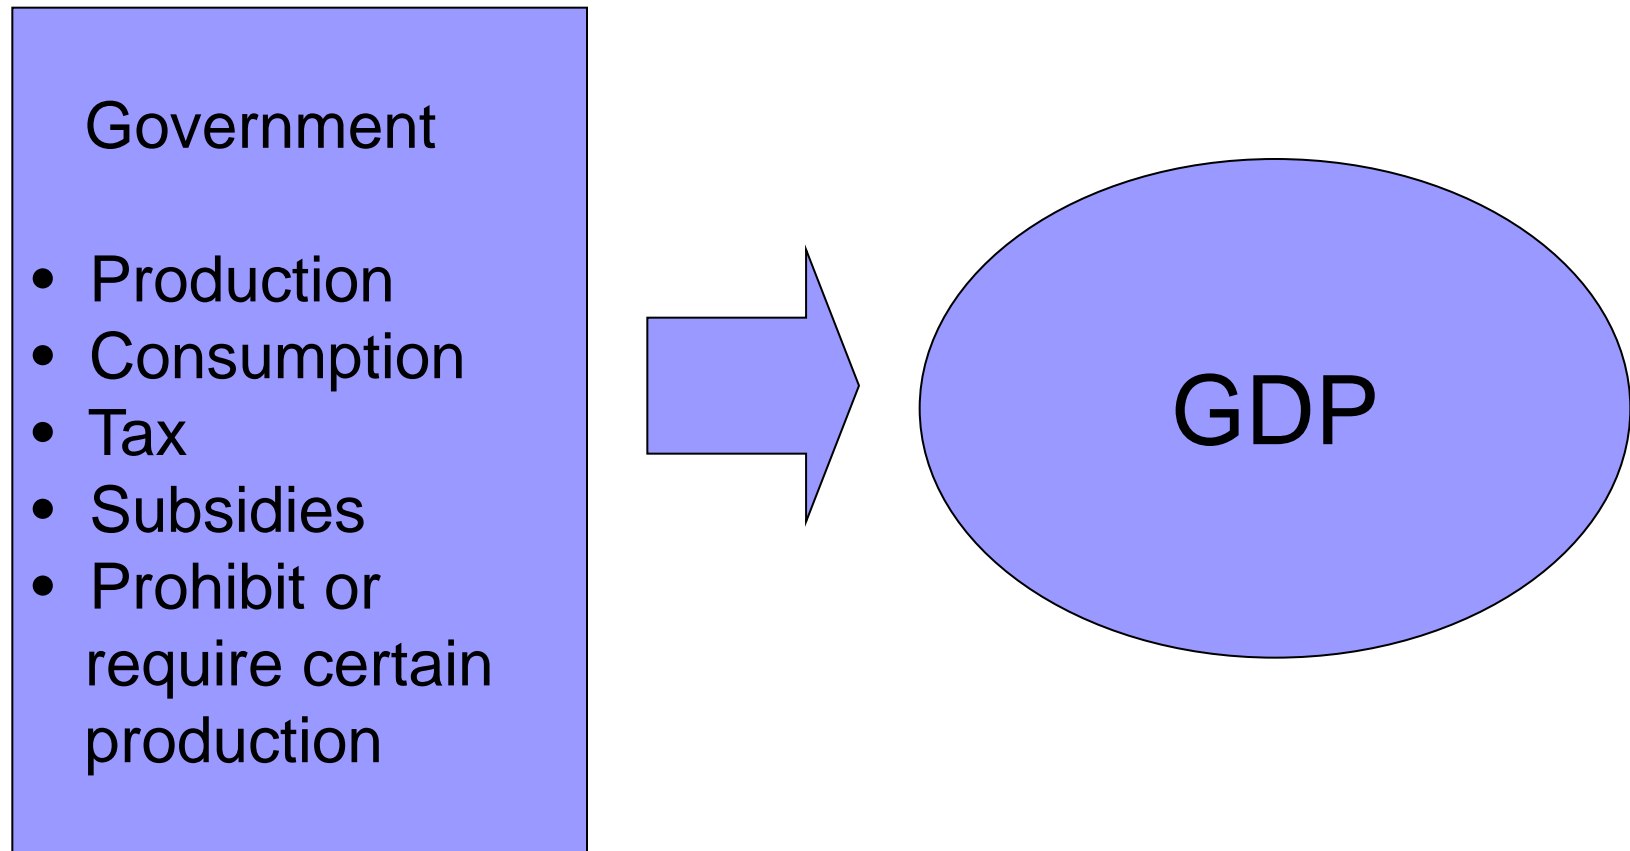 Government
• Production
• Consumption
• Tax
• Subsidies
• Prohibit or
require certain
production
GDP